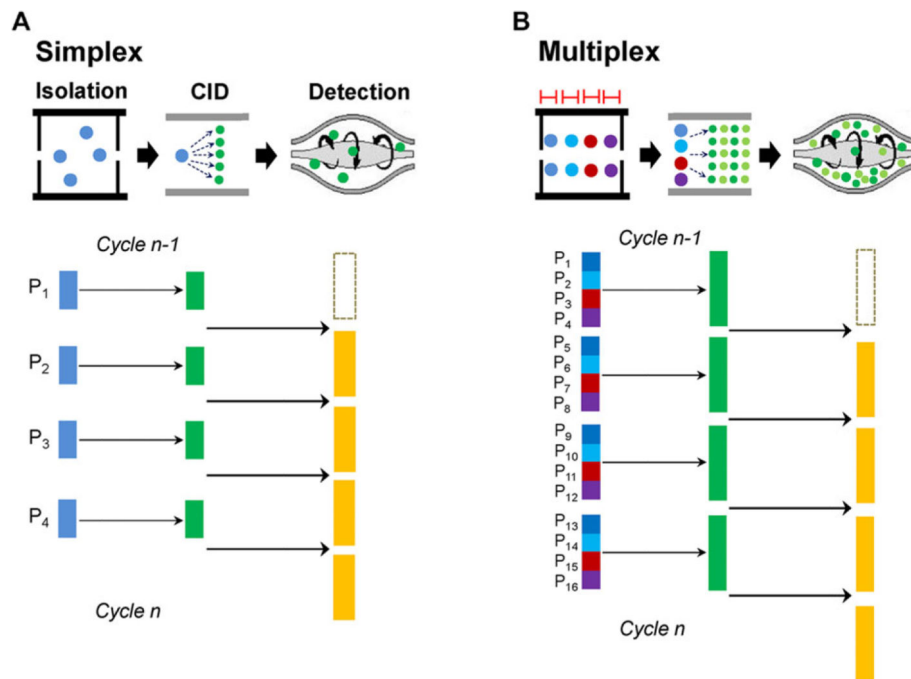 A
Simplex
Isolation
CID
Detection
Cycle n-1
P1
P2
P3
P4
Cycle n
B
Multiplex
Cycle n-1
P1
P2
P3
P4
P5
P6
P7
P8
P9
P10
P11
P12
P13
P14
P15
P16
Cycle n